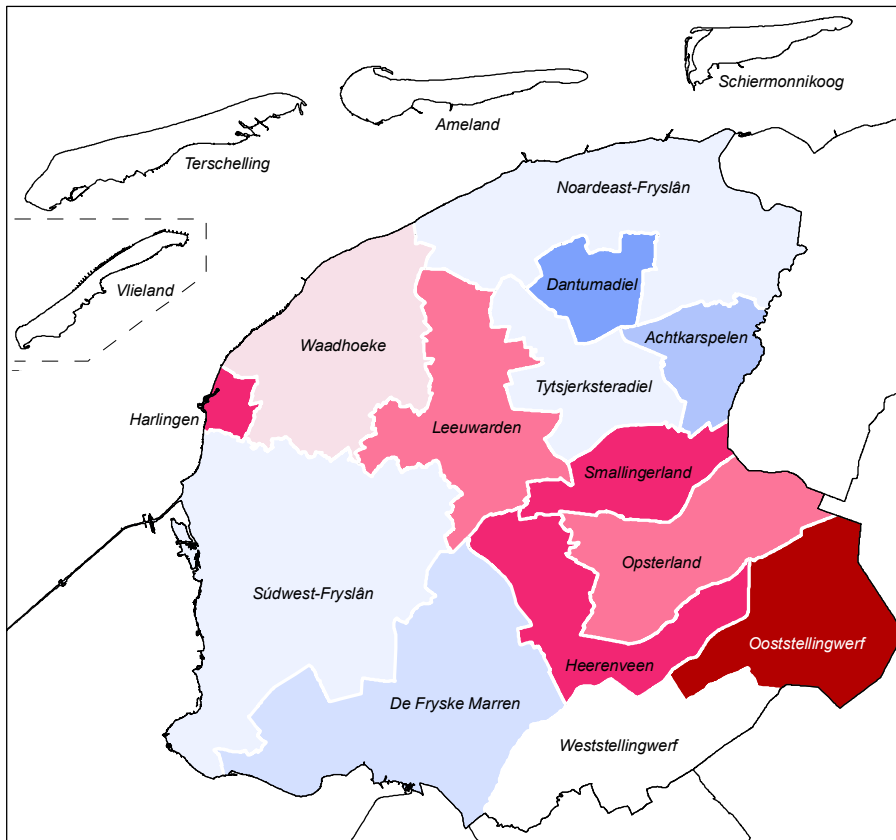 Schiermonnikoog
Ameland
Terschelling
Noardeast-Fryslân
Vlieland
Dantumadiel
Achtkarspelen
Waadhoeke
Tytsjerksteradiel
Harlingen
Leeuwarden
Smallingerland
Opsterland
Súdwest-Fryslân
Ooststellingwerf
Heerenveen
De Fryske Marren
Weststellingwerf